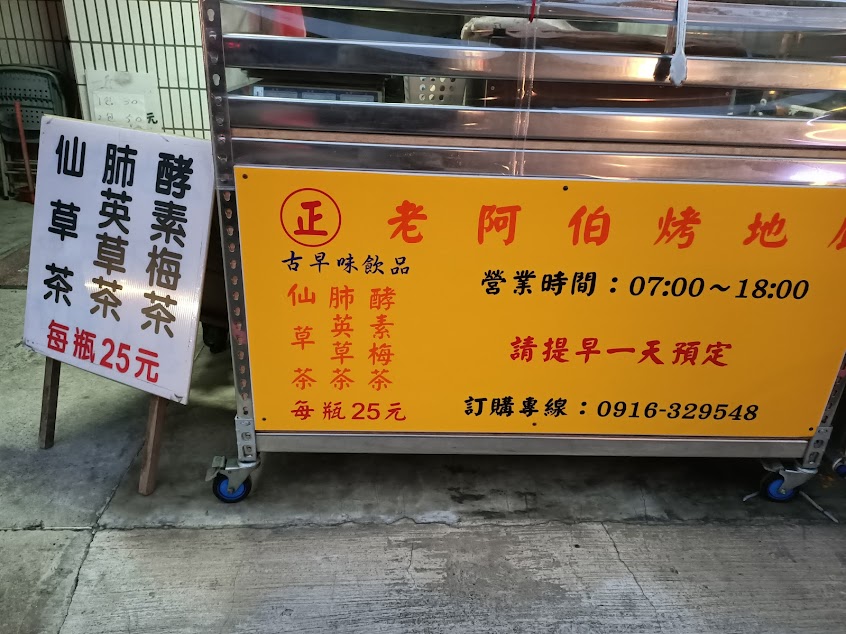 酵素梅茶
肺英草茶
仙草茶
每瓶25元
正 老阿伯烤地
古早味飲品
營業時間：07:00～18:00
酵素梅茶
肺英草茶
仙草茶
請提早一天預定
每瓶25元
訂購專線：0916-329548